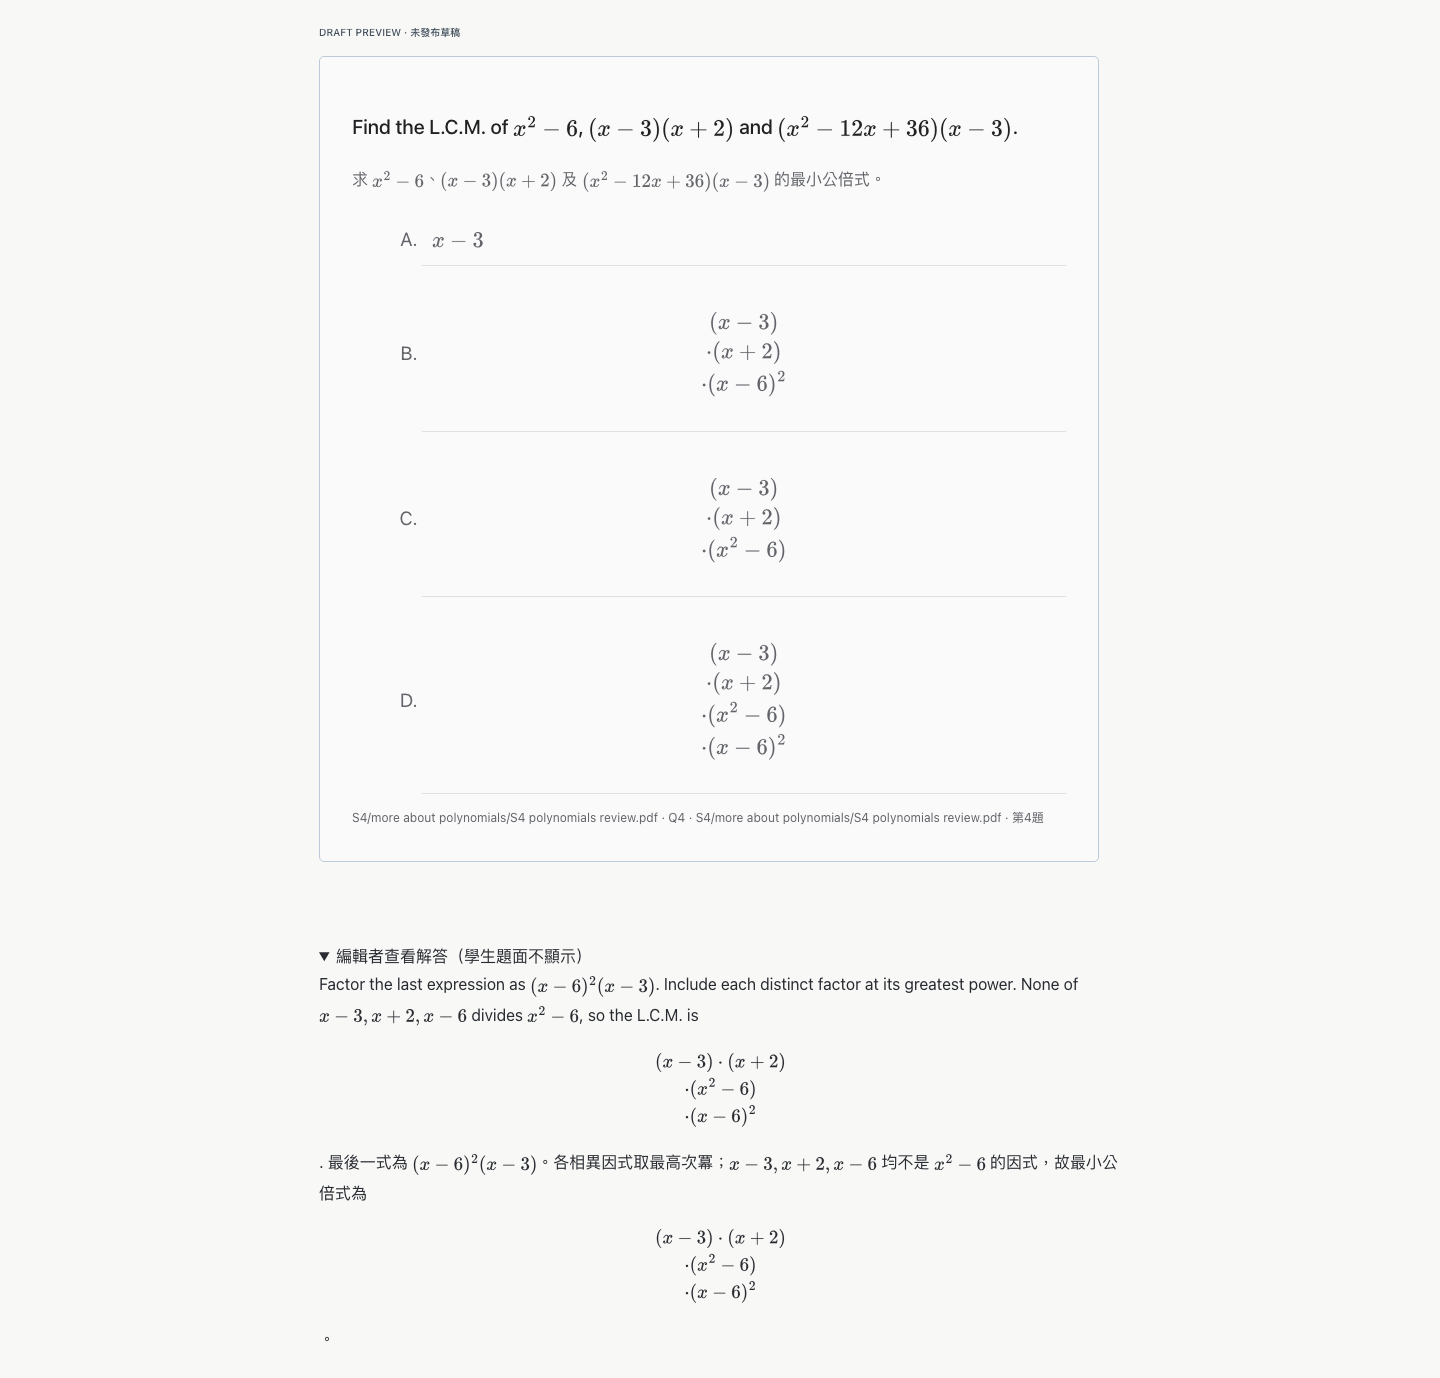 DRAFT PREVIEW · 未發布草稿
Find the L.C.M. of x² − 6, (x − 3)(x + 2) and (x² − 12x + 36)(x − 3).
求 x² − 6、(x − 3)(x + 2) 及 (x² − 12x + 36)(x − 3) 的最小公倍式。
A. x − 3
B.
(x − 3)
·(x + 2)
·(x − 6)²
C.
(x − 3)
·(x + 2)
·(x² − 6)
D.
(x − 3)
·(x + 2)
·(x² − 6)
·(x − 6)²
S4/more about polynomials/S4 polynomials review.pdf · Q4 · S4/more about polynomials/S4 polynomials review.pdf · 第4題
▼ 編輯者查看解答（學生題面不顯示）
Factor the last expression as (x − 6)²(x − 3). Include each distinct factor at its greatest power. None of
x − 3, x + 2, x − 6 divides x² − 6, so the L.C.M. is
(x − 3) · (x + 2)
·(x² − 6)
·(x − 6)²
. 最後一式為 (x − 6)²(x − 3)。各相異因式取最高次冪；x − 3, x + 2, x − 6 均不是 x² − 6 的因式，故最小公
倍式為
(x − 3) · (x + 2)
·(x² − 6)
·(x − 6)²
。